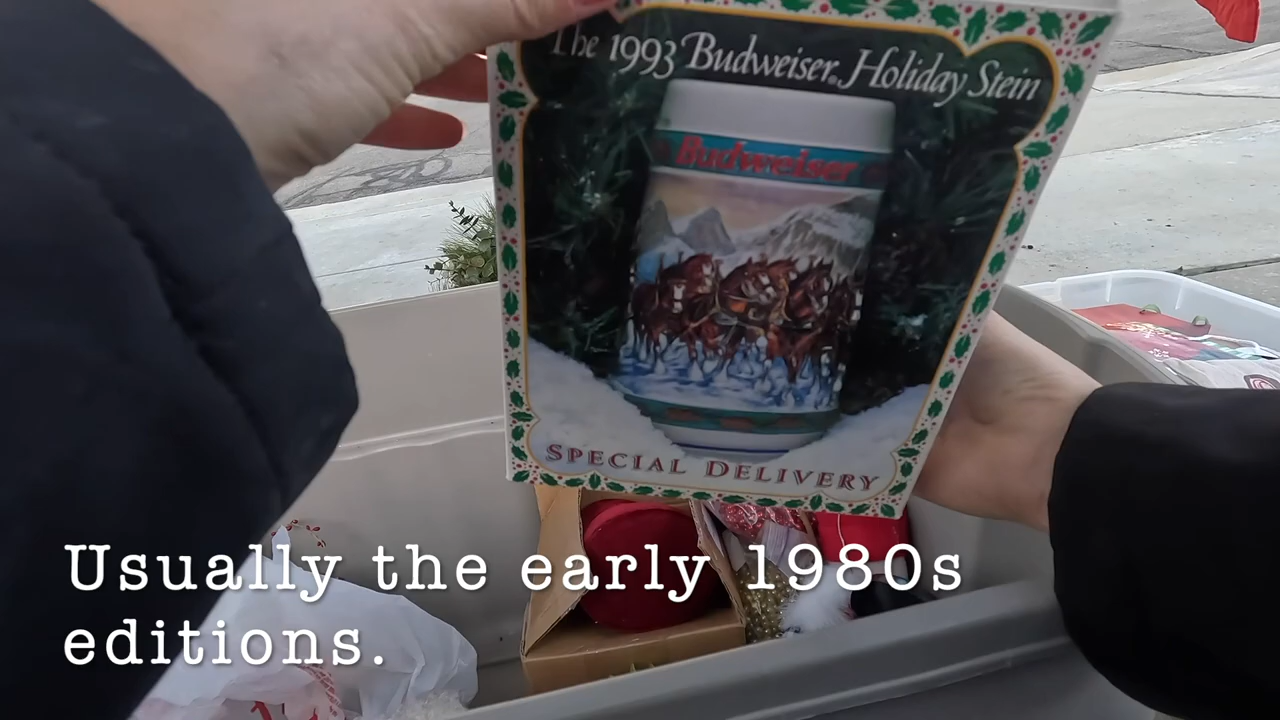 The 1993 Budweiser Holiday Stein
Budweiser
SPECIAL DELIVERY
Usually the early 1980s
editions.